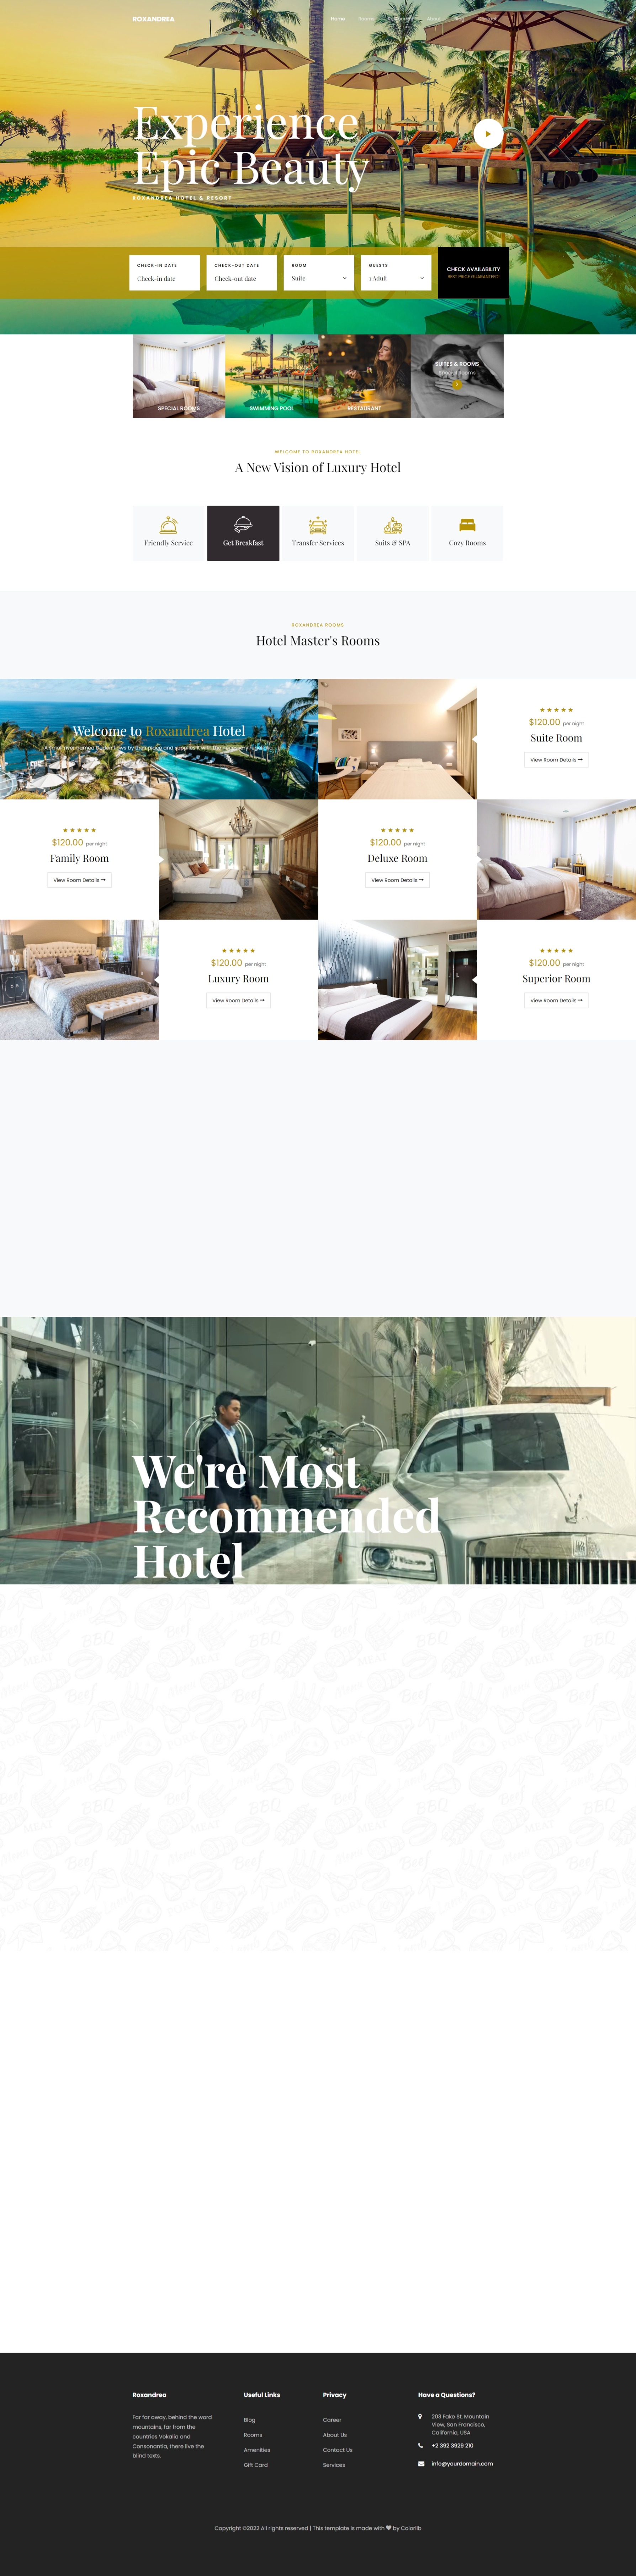 ROXANDREA
Home
Rooms
About
Experience
Epic Beauty
ROXANDREA HOTEL & RESORT
CHECK-IN DATE
Check-in date
CHECK-OUT DATE
Check-out date
ROOM
Suite
GUESTS
1 Adult
CHECK AVAILABILITY
BEST PRICE GUARANTEED!
SPECIAL ROOMS
SWIMMING POOL
RESTAURANT
SUITES & ROOMS
WELCOME TO ROXANDREA HOTEL
A New Vision of Luxury Hotel
Friendly Service
Get Breakfast
Transfer Services
Suits & SPA
Cozy Rooms
ROXANDREA ROOMS
Hotel Master's Rooms
Welcome to Roxandrea Hotel
A small river named Duden flows by their place and supplies it with the necessary regelialia.
$120.00 per night
Suite Room
View Room Details
$120.00 per night
Family Room
View Room Details
$120.00 per night
Deluxe Room
View Room Details
$120.00 per night
Luxury Room
View Room Details
$120.00 per night
Superior Room
View Room Details
We're Most
Recommended
Hotel
BBQ
Beef
MEAT
Roxandrea
Far far away, behind the word
mountains, far from the
countries Vokalia and
Consonantia, there live the
blind texts.
Useful Links
Blog
Rooms
Amenities
Gift Card
Privacy
Career
About Us
Contact Us
Services
Have a Questions?
203 Fake St. Mountain
View, San Francisco,
California, USA
+2 392 3929 210
info@yourdomain.com
Copyright ©2022 All rights reserved | This template is made with ♥ by Colorlib